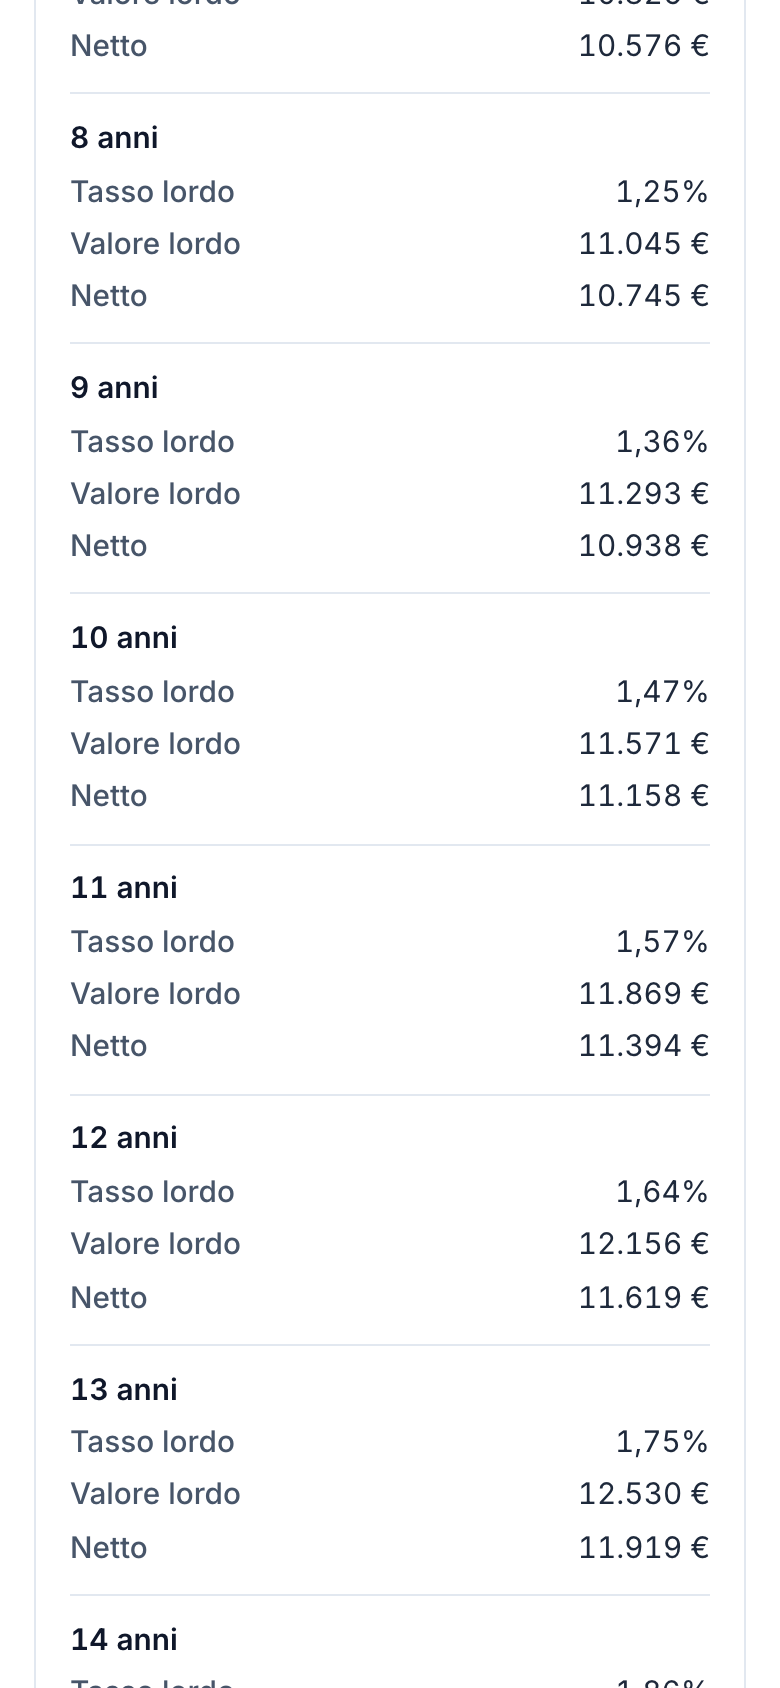 Netto 10.576 €
8 anni
Tasso lordo 1,25%
Valore lordo 11.045 €
Netto 10.745 €
9 anni
Tasso lordo 1,36%
Valore lordo 11.293 €
Netto 10.938 €
10 anni
Tasso lordo 1,47%
Valore lordo 11.571 €
Netto 11.158 €
11 anni
Tasso lordo 1,57%
Valore lordo 11.869 €
Netto 11.394 €
12 anni
Tasso lordo 1,64%
Valore lordo 12.156 €
Netto 11.619 €
13 anni
Tasso lordo 1,75%
Valore lordo 12.530 €
Netto 11.919 €
14 anni